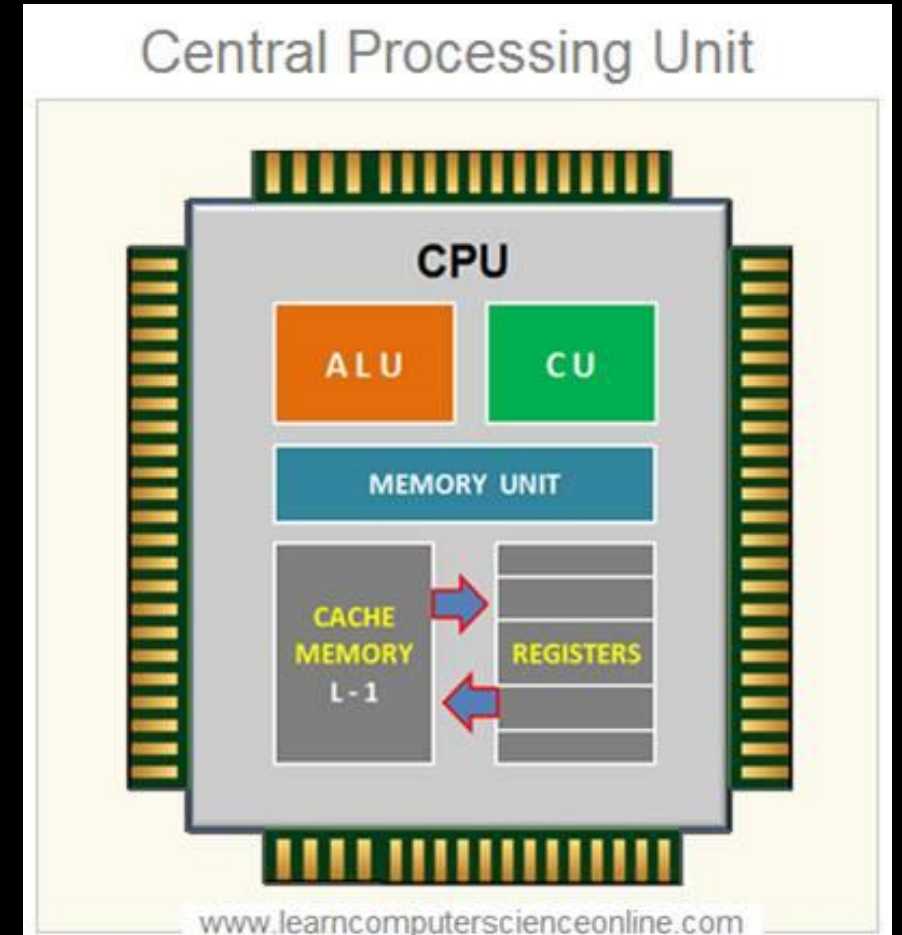 Central Processing Unit
CPU
ALU
CU
MEMORY UNIT
CACHE
MEMORY
L - 1
REGISTERS
www.learncomputerscienceonline.com